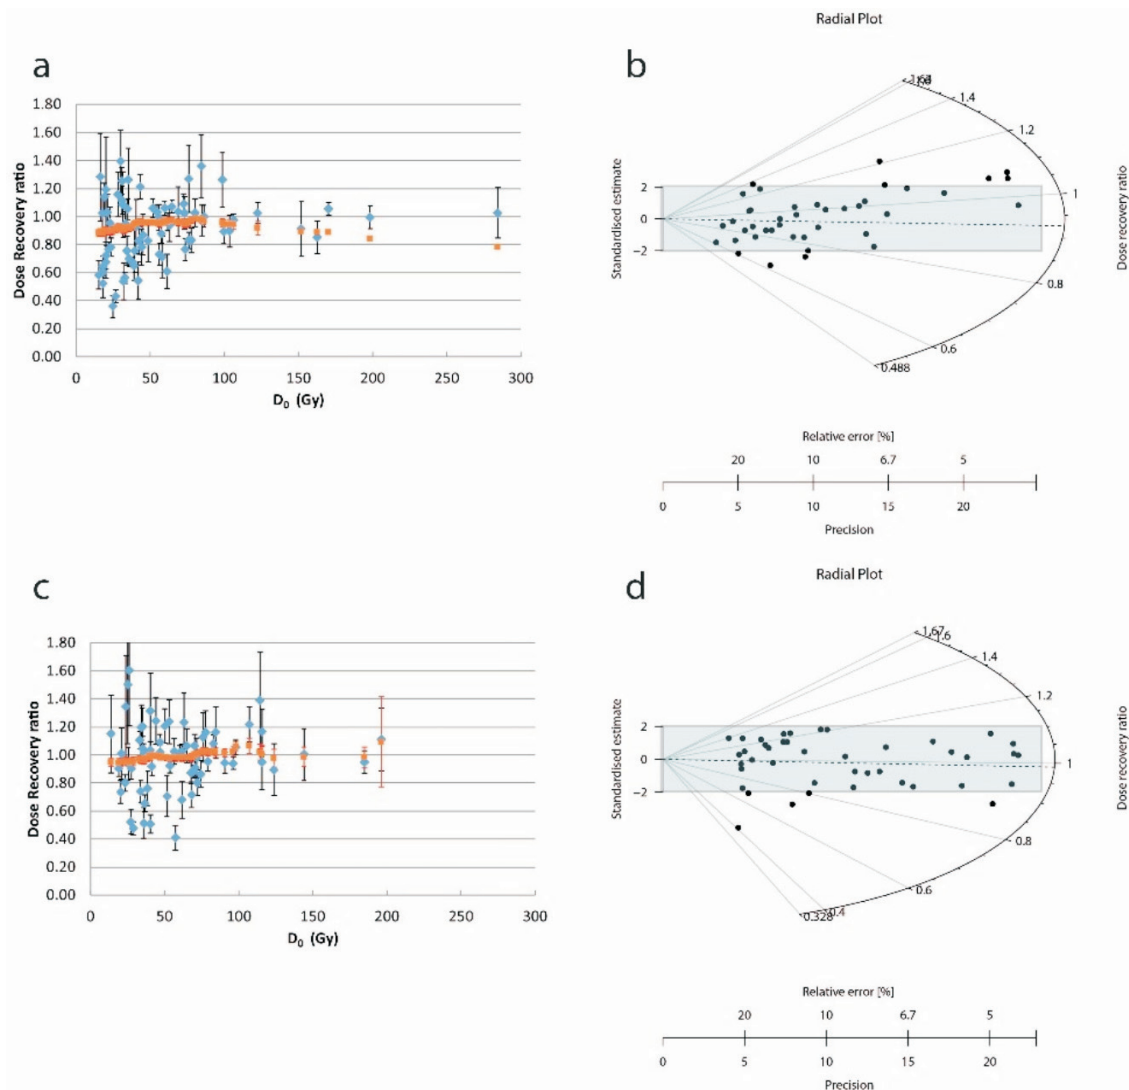 a
Dose Recovery ratio
1.80
1.60
1.40
1.20
1.00
0.80
0.60
0.40
0.20
0.00
0 50 100 150 200 250 300
D0 (Gy)
Radial Plot
b
Standardised estimate
2
0
−2
1.4
1.2
1
0.8
0.6
0.488
Dose recovery ratio
Relative error [%]
20 10 6.7 5
0 5 10 15 20
Precision
c
Dose Recovery ratio
1.80
1.60
1.40
1.20
1.00
0.80
0.60
0.40
0.20
0.00
0 50 100 150 200 250 300
D0 (Gy)
Radial Plot
d
Standardised estimate
2
0
−2
1.67
1.6
1.4
1.2
1
0.8
0.6
0.4
0.328
Dose recovery ratio
Relative error [%]
20 10 6.7 5
0 5 10 15 20
Precision